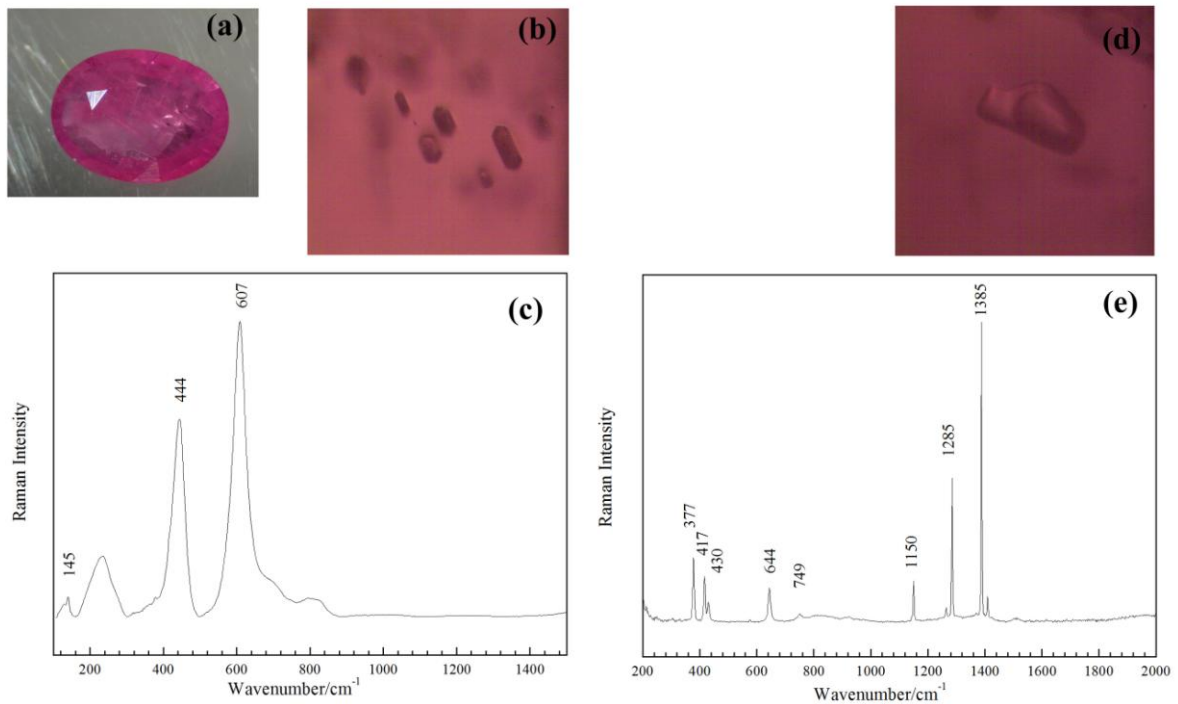 (a)
(b)
(d)
(c)
145
444
607
Raman Intensity
200 400 600 800 1000 1200 1400
Wavenumber/cm-1
(e)
377
417
430
644
749
1150
1285
1385
Raman Intensity
200 400 600 800 1000 1200 1400 1600 1800 2000
Wavenumber/cm-1